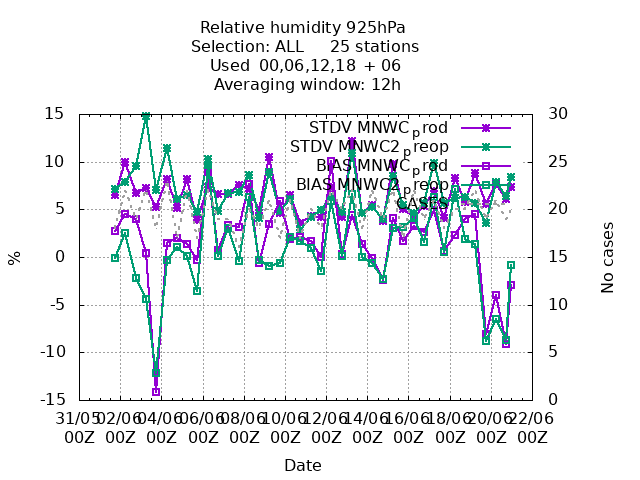 Relative humidity 925hPa
Selection: ALL 25 stations
Used 00,06,12,18 + 06
Averaging window: 12h
STDV MNWC_prod
STDV MNWC2_preop
BIAS MNWC_prod
BIAS MNWC2_preop
CASES
15
10
5
0
-5
-10
-15
%
30
25
20
15
10
5
0
No cases
31/05 02/06 04/06 06/06 08/06 10/06 12/06 14/06 16/06 18/06 20/06 22/06
00Z 00Z 00Z 00Z 00Z 00Z 00Z 00Z 00Z 00Z 00Z 00Z
Date